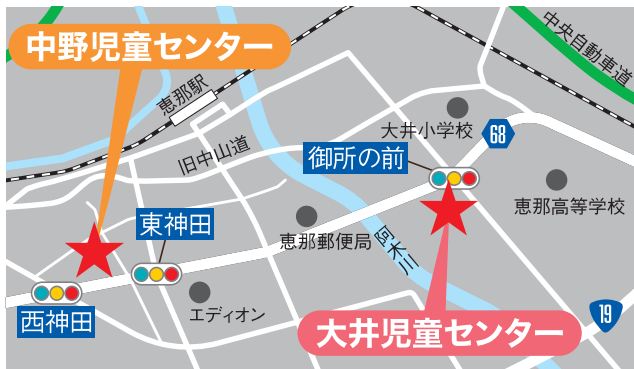 中野児童センター
中央自動車道
恵那駅
大井小学校
68
旧中山道
御所の前
恵那高等学校
東神田
恵那郵便局
阿木川
エディオン
西神田
大井児童センター
19